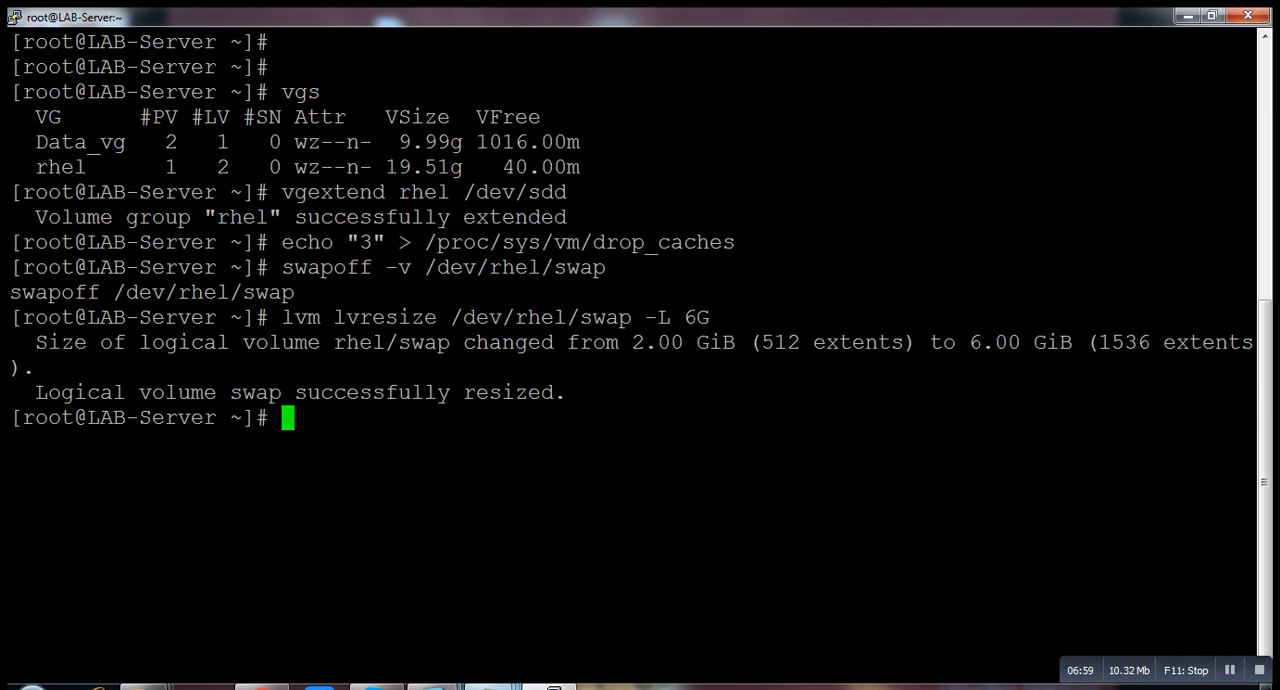 root@LAB-Server:~
[root@LAB-Server ~]#
[root@LAB-Server ~]#
[root@LAB-Server ~]# vgs
VG #PV #LV #SN Attr VSize VFree
Data_vg 2 1 0 wz--n- 9.99g 1016.00m
rhel 1 2 0 wz--n- 19.51g 40.00m
[root@LAB-Server ~]# vgextend rhel /dev/sdd
Volume group "rhel" successfully extended
[root@LAB-Server ~]# echo "3" > /proc/sys/vm/drop_caches
[root@LAB-Server ~]# swapoff -v /dev/rhel/swap
swapoff /dev/rhel/swap
[root@LAB-Server ~]# lvm lvresize /dev/rhel/swap -L 6G
Size of logical volume rhel/swap changed from 2.00 GiB (512 extents) to 6.00 GiB (1536 extents
).
Logical volume swap successfully resized.
[root@LAB-Server ~]#
06:59 10.32 Mb F11: Stop